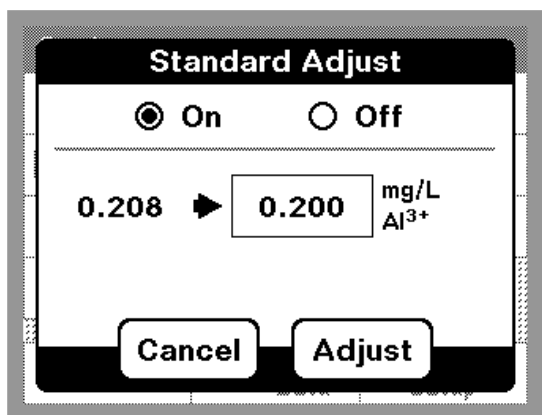 Standard Adjust
On Off
0.208 0.200 mg/L
Al³⁺
Cancel Adjust